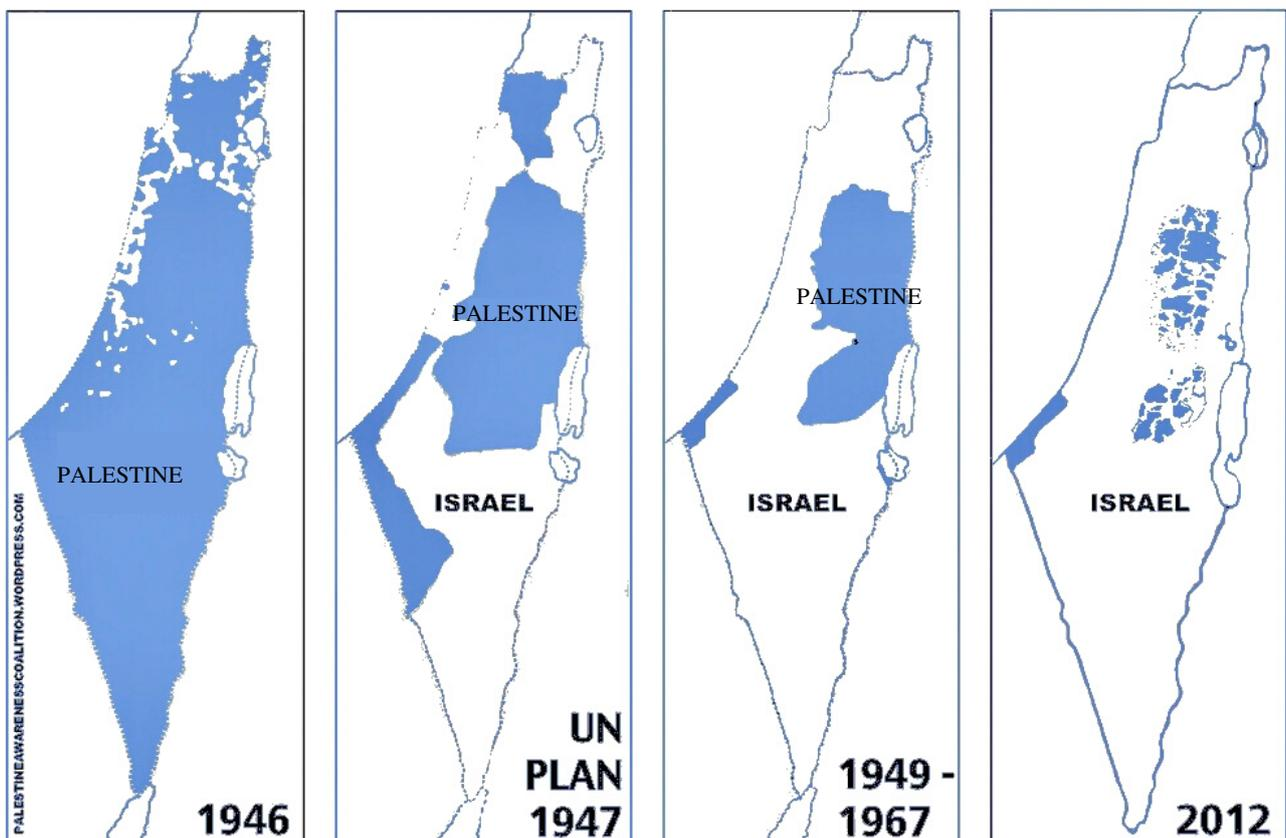 PALESTINEAWARENESSCOALITION.WORDPRESS.COM
PALESTINE
1946
PALESTINE
ISRAEL
UN
PLAN
1947
PALESTINE
ISRAEL
1949 -
1967
ISRAEL
2012